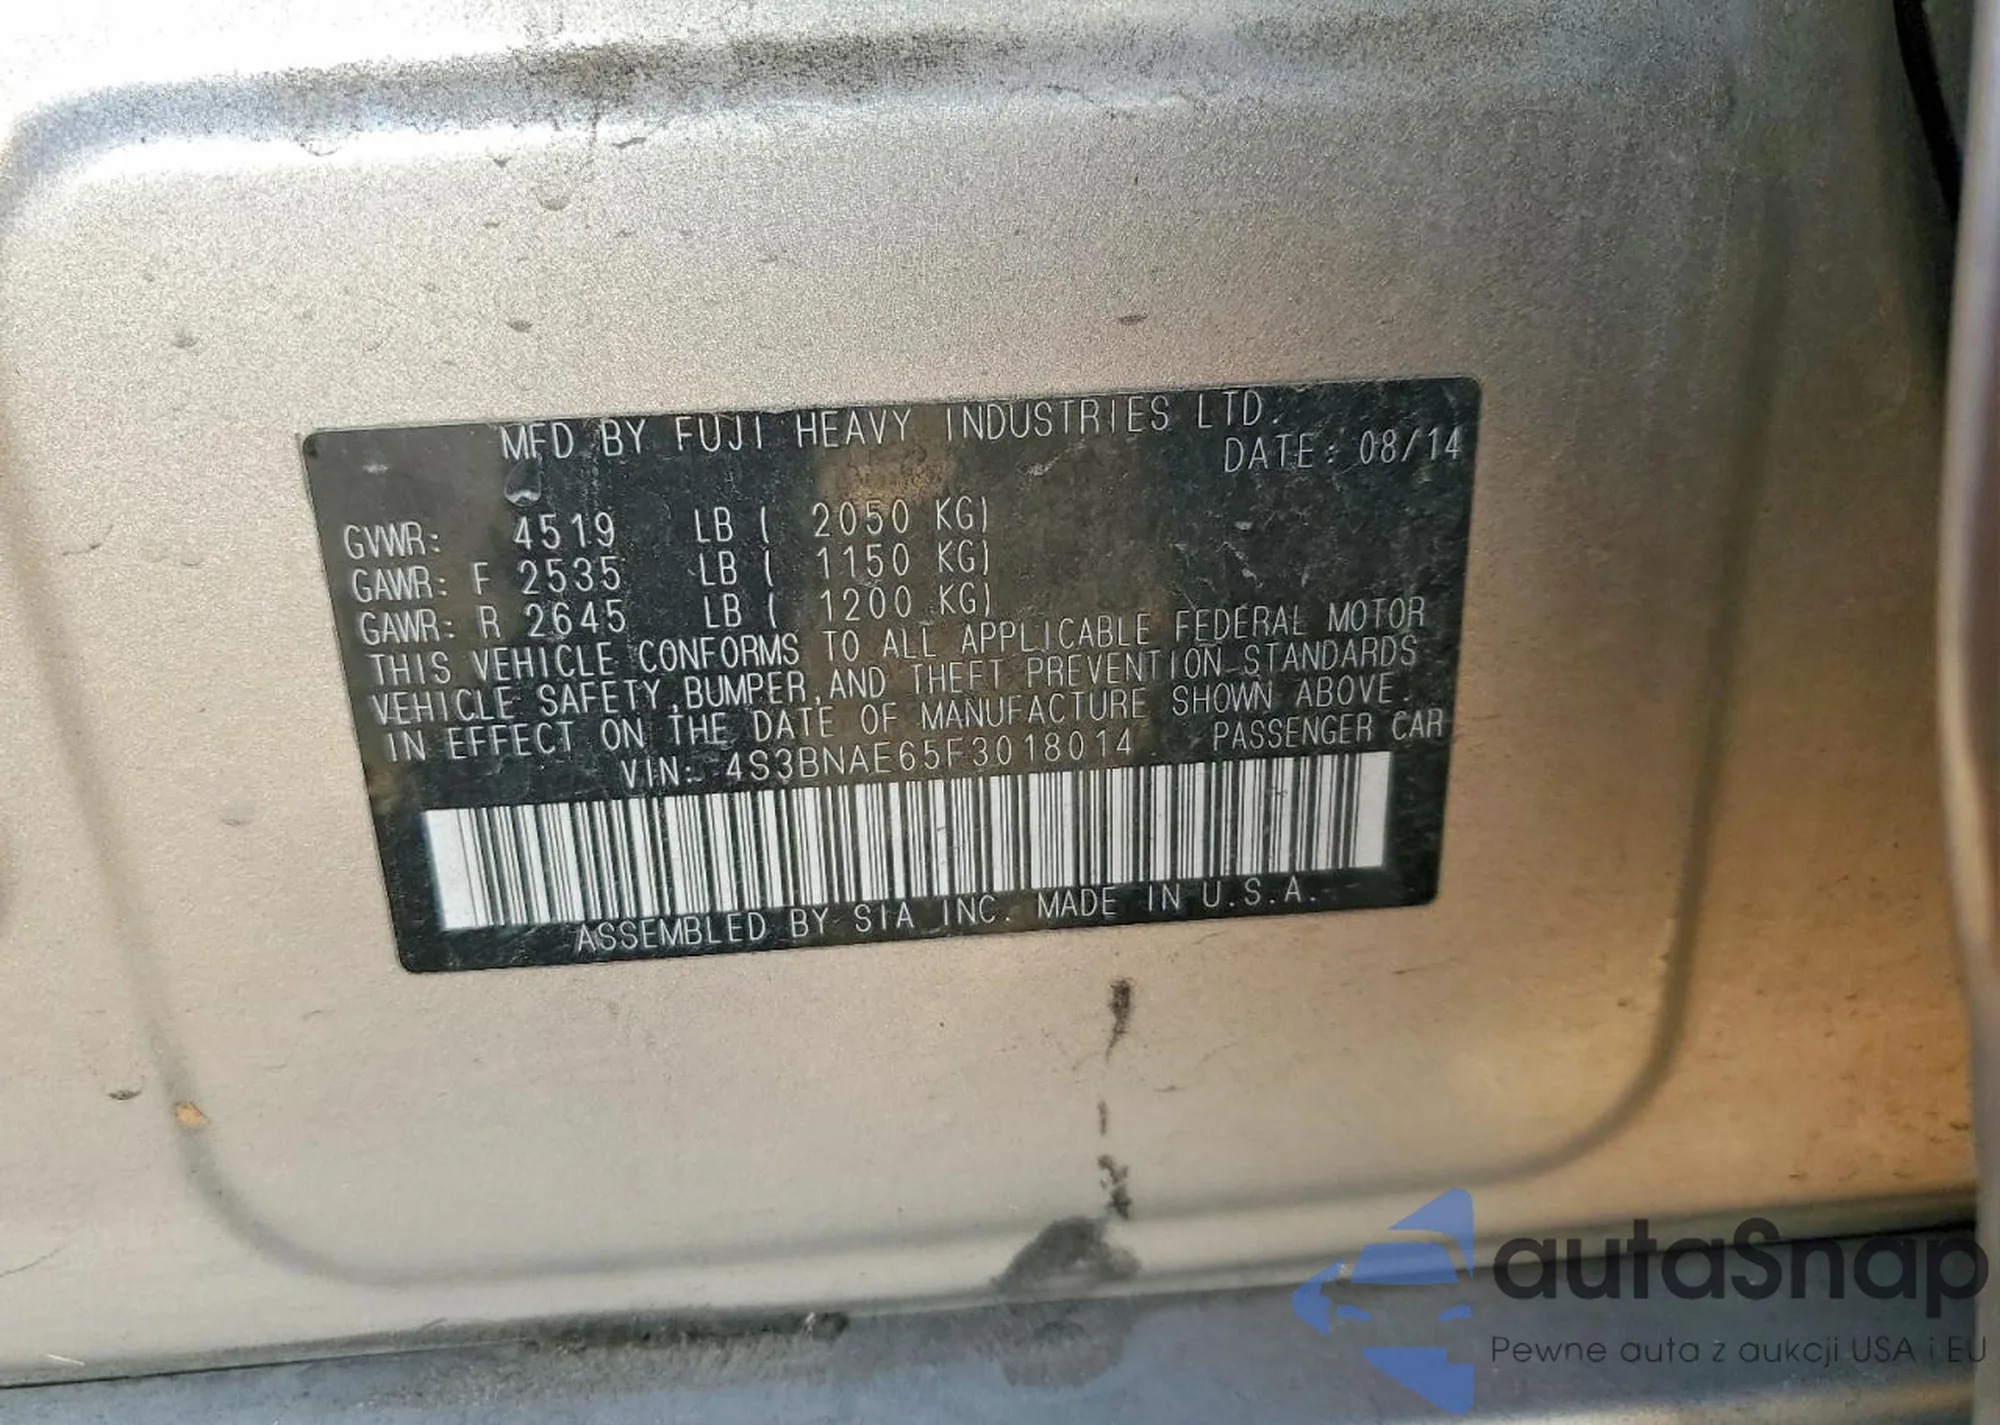 MFD BY FUJI HEAVY INDUSTRIES LTD.
DATE: 08/14
GVWR: 4519 LB ( 2050 KG)
GAWR: F 2535 LB ( 1150 KG)
GAWR: R 2645 LB ( 1200 KG)
THIS VEHICLE CONFORMS TO ALL APPLICABLE FEDERAL MOTOR
VEHICLE SAFETY,BUMPER,AND THEFT PREVENTION STANDARDS
IN EFFECT ON THE DATE OF MANUFACTURE SHOWN ABOVE.
VIN: 4S3BNAE65F3018014 PASSENGER CAR
ASSEMBLED BY SIA INC. MADE IN U.S.A.
autaSnap
Pewne auta z aukcji USA i EU